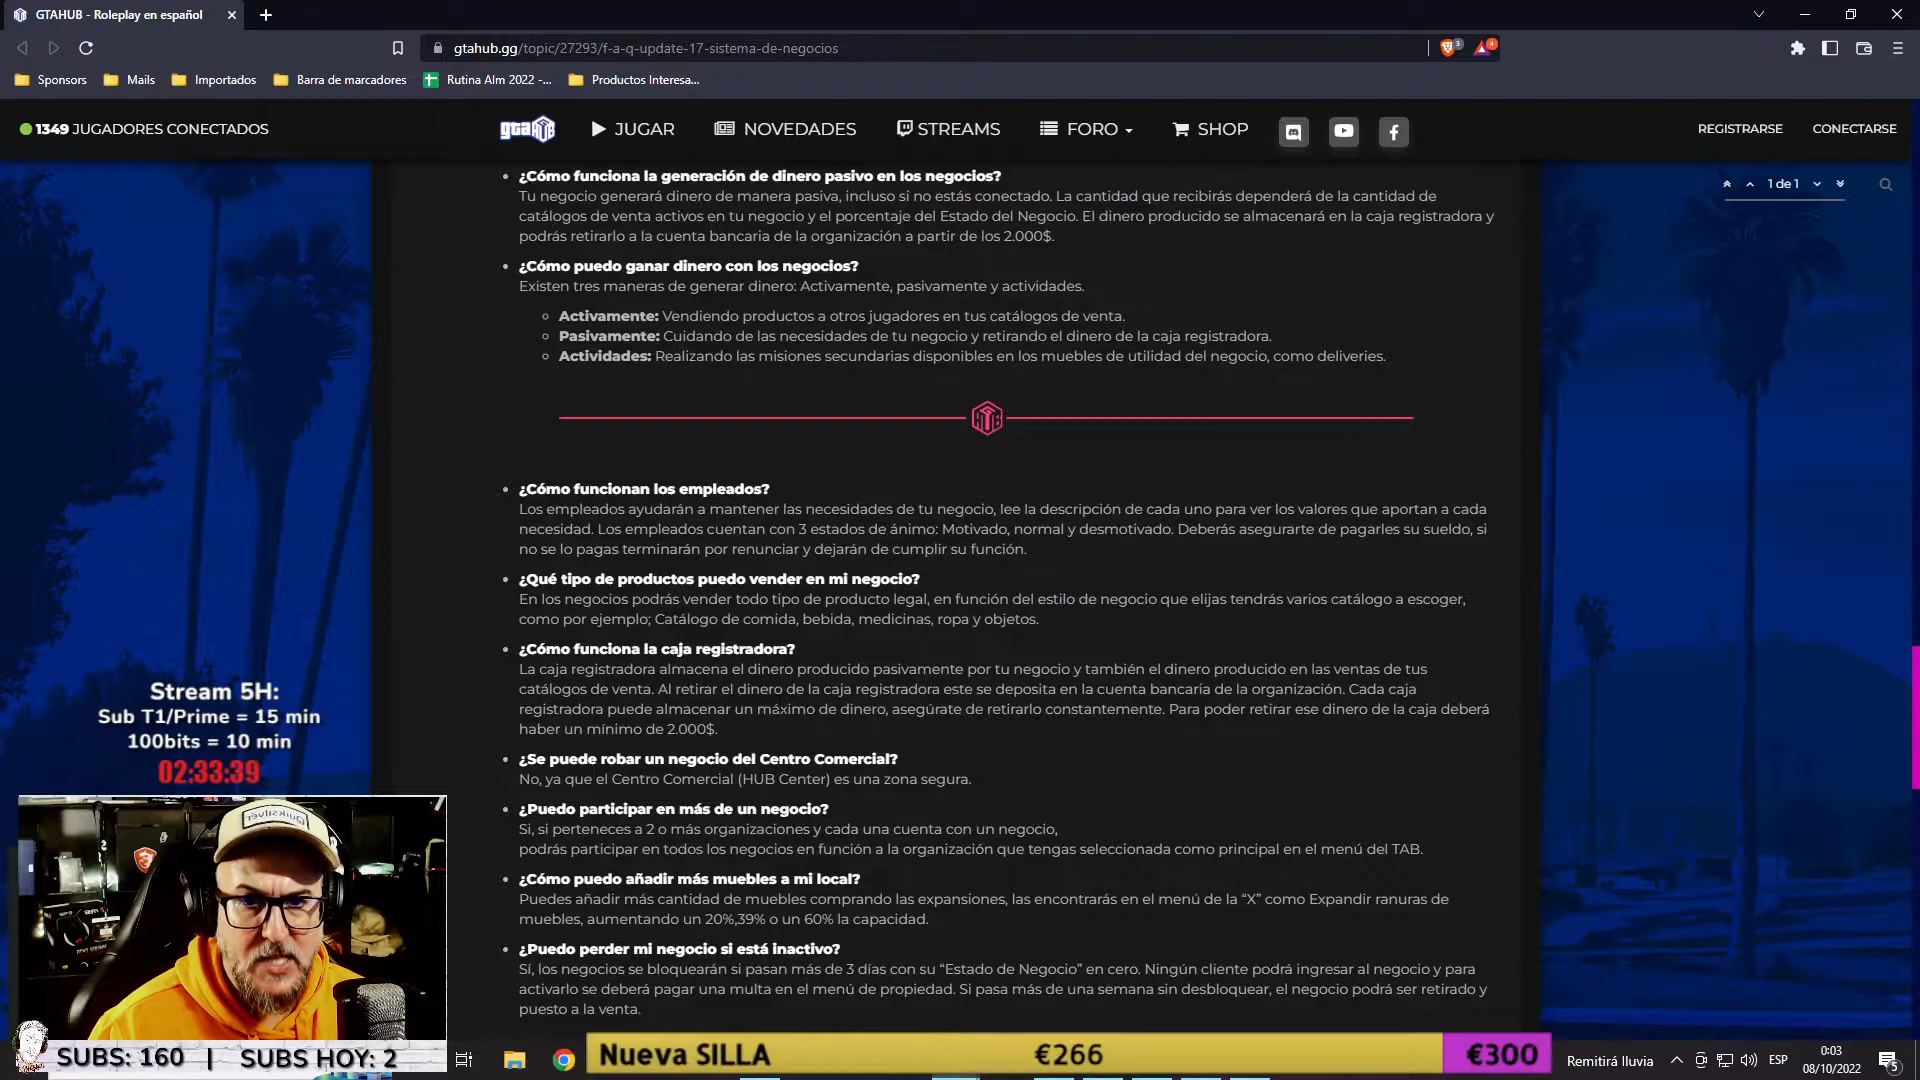 GTAHUB - Roleplay en español
gtahub.gg/topic/27293/f-a-q-update-17-sistema-de-negocios
3
4
Sponsors
Mails
Importados
Barra de marcadores
Rutina Alm 2022 -...
Productos Interesa...
1349 JUGADORES CONECTADOS
gtaHUB
JUGAR
NOVEDADES
STREAMS
FORO
SHOP
REGISTRARSE
CONECTARSE
1 de 1
¿Cómo funciona la generación de dinero pasivo en los negocios?
Tu negocio generará dinero de manera pasiva, incluso si no estás conectado. La cantidad que recibirás dependerá de la cantidad de
catálogos de venta activos en tu negocio y el porcentaje del Estado del Negocio. El dinero producido se almacenará en la caja registradora y
podrás retirarlo a la cuenta bancaria de la organización a partir de los 2.000$.
¿Cómo puedo ganar dinero con los negocios?
Existen tres maneras de generar dinero: Activamente, pasivamente y actividades.
Activamente: Vendiendo productos a otros jugadores en tus catálogos de venta.
Pasivamente: Cuidando de las necesidades de tu negocio y retirando el dinero de la caja registradora.
Actividades: Realizando las misiones secundarias disponibles en los muebles de utilidad del negocio, como deliveries.
¿Cómo funcionan los empleados?
Los empleados ayudarán a mantener las necesidades de tu negocio, lee la descripción de cada uno para ver los valores que aportan a cada
necesidad. Los empleados cuentan con 3 estados de ánimo: Motivado, normal y desmotivado. Deberás asegurarte de pagarles su sueldo, si
no se lo pagas terminarán por renunciar y dejarán de cumplir su función.
¿Qué tipo de productos puedo vender en mi negocio?
En los negocios podrás vender todo tipo de producto legal, en función del estilo de negocio que elijas tendrás varios catálogo a escoger,
como por ejemplo; Catálogo de comida, bebida, medicinas, ropa y objetos.
¿Cómo funciona la caja registradora?
La caja registradora almacena el dinero producido pasivamente por tu negocio y también el dinero producido en las ventas de tus
catálogos de venta. Al retirar el dinero de la caja registradora este se deposita en la cuenta bancaria de la organización. Cada caja
registradora puede almacenar un máximo de dinero, asegúrate de retirarlo constantemente. Para poder retirar ese dinero de la caja deberá
haber un mínimo de 2.000$.
¿Se puede robar un negocio del Centro Comercial?
No, ya que el Centro Comercial (HUB Center) es una zona segura.
¿Puedo participar en más de un negocio?
Si, si perteneces a 2 o más organizaciones y cada una cuenta con un negocio,
podrás participar en todos los negocios en función a la organización que tengas seleccionada como principal en el menú del TAB.
¿Cómo puedo añadir más muebles a mi local?
Puedes añadir más cantidad de muebles comprando las expansiones, las encontrarás en el menú de la “X” como Expandir ranuras de
muebles, aumentando un 20%,39% o un 60% la capacidad.
¿Puedo perder mi negocio si está inactivo?
Sí, los negocios se bloquearán si pasan más de 3 días con su “Estado de Negocio” en cero. Ningún cliente podrá ingresar al negocio y para
activarlo se deberá pagar una multa en el menú de propiedad. Si pasa más de una semana sin desbloquear, el negocio podrá ser retirado y
puesto a la venta.
Stream 5H:
Sub T1/Prime = 15 min
100bits = 10 min
02:33:39
SUBS: 160 | SUBS HOY: 2
Nueva SILLA
€266
€300
Remitirá lluvia
ESP
0:03
08/10/2022
5